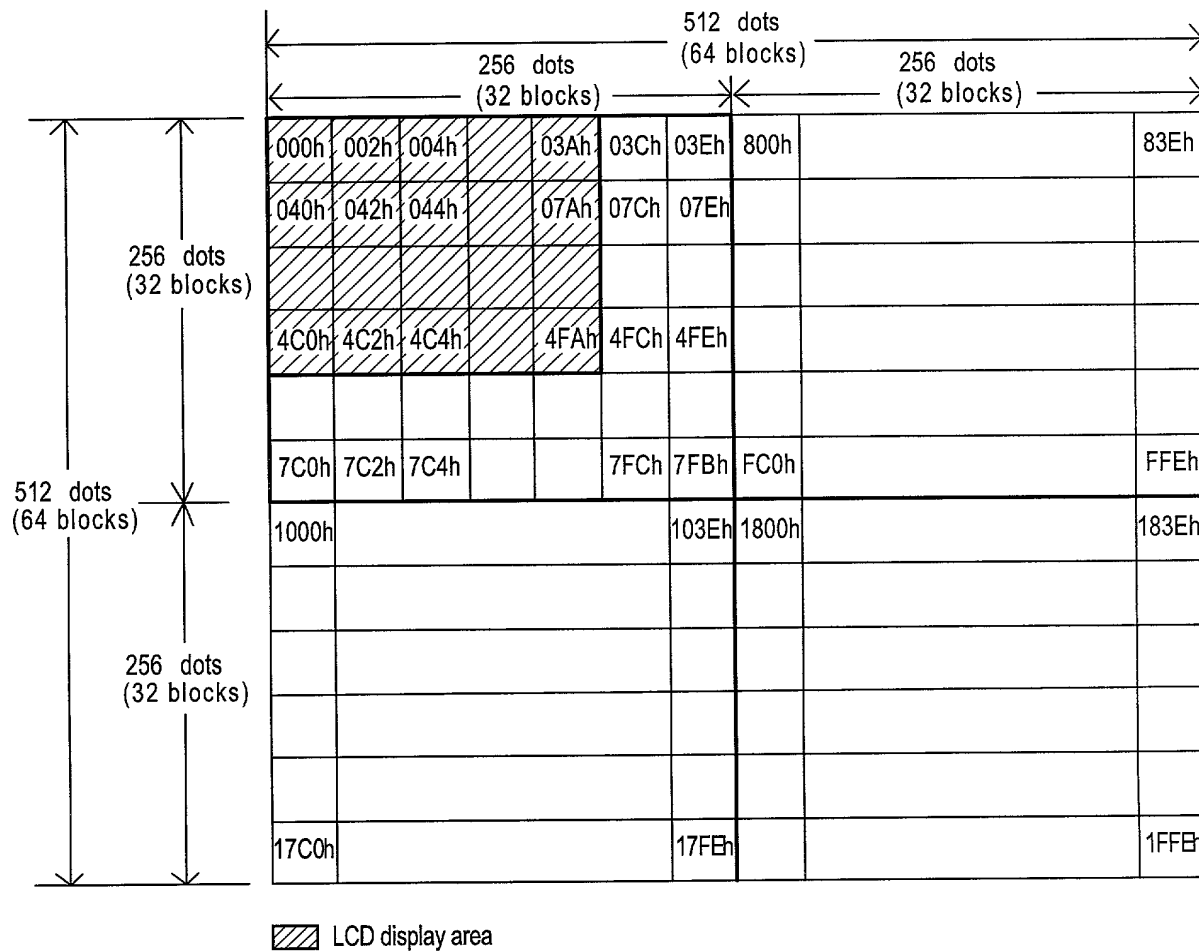 512 dots
(64 blocks)
256 dots
(32 blocks)
256 dots
(32 blocks)
000h 002h 004h 03Ah 03Ch 03Eh 800h 83Eh
040h 042h 044h 07Ah 07Ch 07Eh
256 dots
(32 blocks)
4C0h 4C2h 4C4h 4FAh 4FCh 4FEh
7C0h 7C2h 7C4h 7FCh 7FBh FC0h FFEh
512 dots
(64 blocks)
1000h 103Eh 1800h 183Eh
256 dots
(32 blocks)
17C0h 17FEh 1FFEh
LCD display area